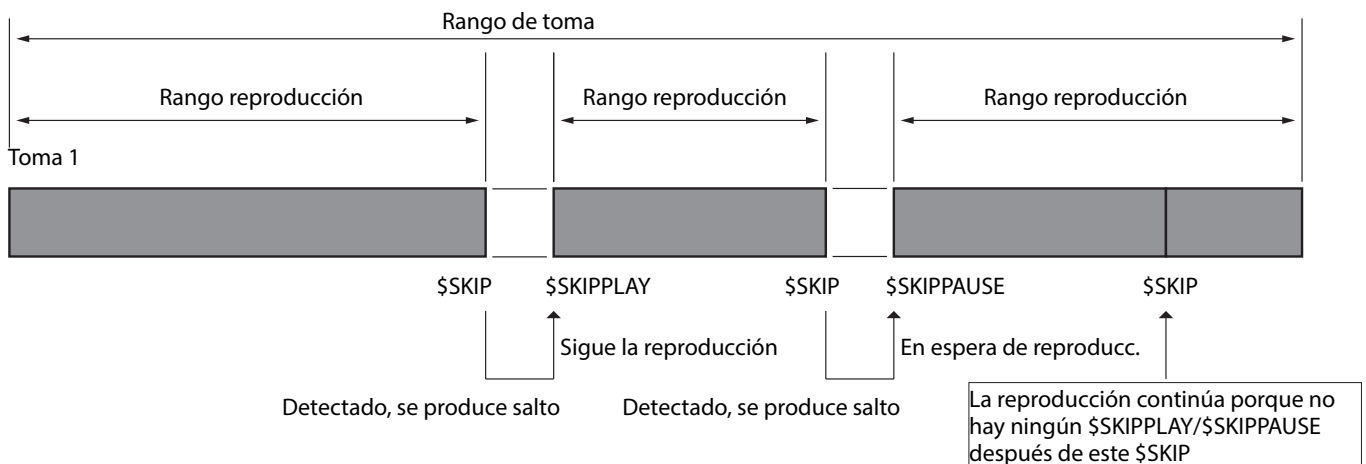 Rango de toma
Rango reproducción
Rango reproducción
Rango reproducción
Toma 1
$SKIP
$SKIPPLAY
$SKIP
$SKIPPAUSE
$SKIP
Sigue la reproducción
En espera de reproducc.
Detectado, se produce salto
Detectado, se produce salto
La reproducción continúa porque no
hay ningún $SKIPPLAY/$SKIPPAUSE
después de este $SKIP